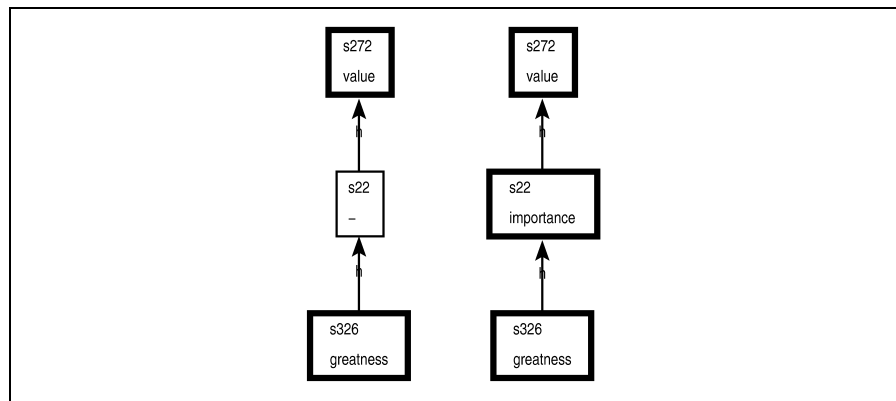 s272
value
h
s22
–
h
s326
greatness
s272
value
h
s22
importance
h
s326
greatness